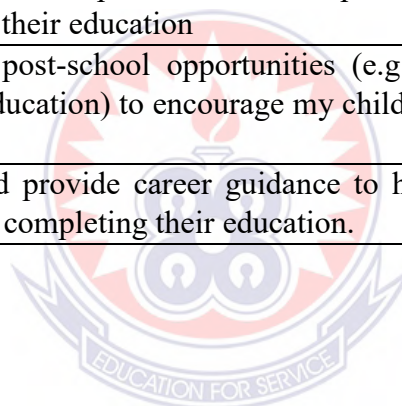 their education
post-school opportunities (e.g.
ducation) to encourage my child
d provide career guidance to h
completing their education.
EDUCATION FOR SERVICE